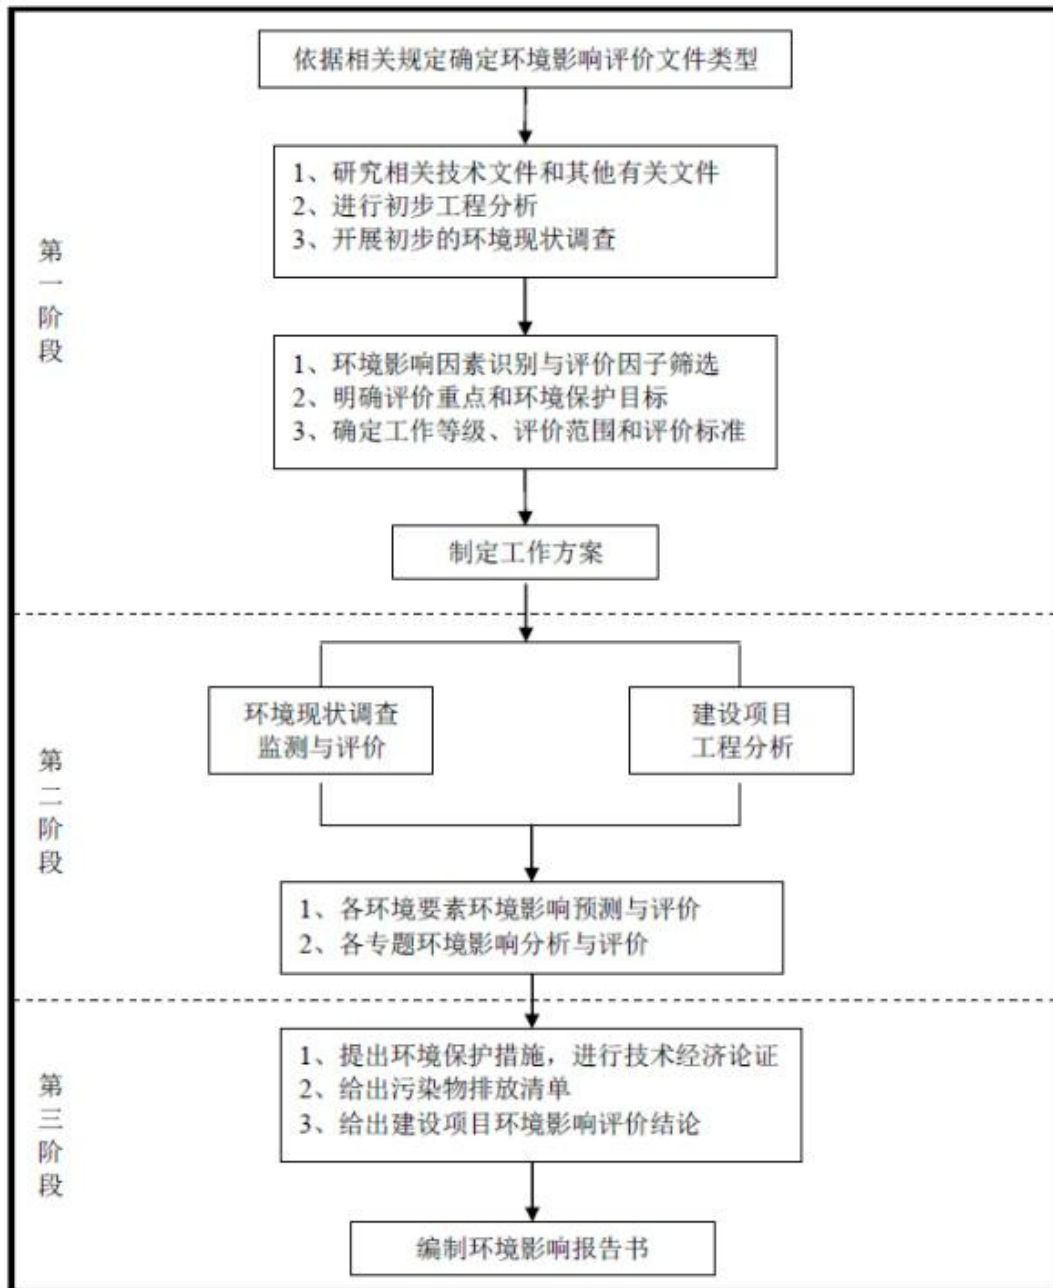 依据相关规定确定环境影响评价文件类型
1、研究相关技术文件和其他有关文件
2、进行初步工程分析
3、开展初步的环境现状调查
第一阶段
1、环境影响因素识别与评价因子筛选
2、明确评价重点和环境保护目标
3、确定工作等级、评价范围和评价标准
制定工作方案
环境现状调查
监测与评价
建设项目
工程分析
第二阶段
1、各环境要素环境影响预测与评价
2、各专题环境影响分析与评价
1、提出环境保护措施，进行技术经济论证
2、给出污染物排放清单
3、给出建设项目环境影响评价结论
第三阶段
编制环境影响报告书